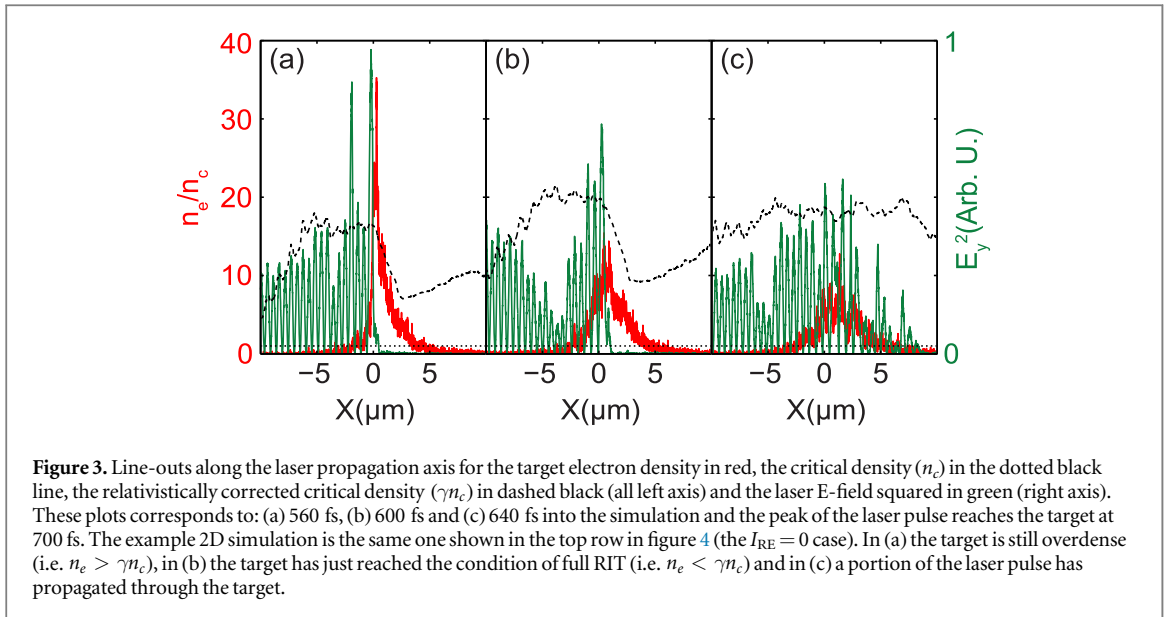 (a) (b) (c)
40
30
20
10
0
nₑ/n꜀
1
0
E_y²(Arb. U.)
−5 0 5 −5 0 5 −5 0 5
X(μm) X(μm) X(μm)
Figure 3. Line-outs along the laser propagation axis for the target electron density in red, the critical density (n_c) in the dotted black
line, the relativistically corrected critical density (γn_c) in dashed black (all left axis) and the laser E-field squared in green (right axis).
These plots corresponds to: (a) 560 fs, (b) 600 fs and (c) 640 fs into the simulation and the peak of the laser pulse reaches the target at
700 fs. The example 2D simulation is the same one shown in the top row in figure 4 (the I_RE = 0 case). In (a) the target is still overdense
(i.e. n_e > γn_c), in (b) the target has just reached the condition of full RIT (i.e. n_e < γn_c) and in (c) a portion of the laser pulse has
propagated through the target.